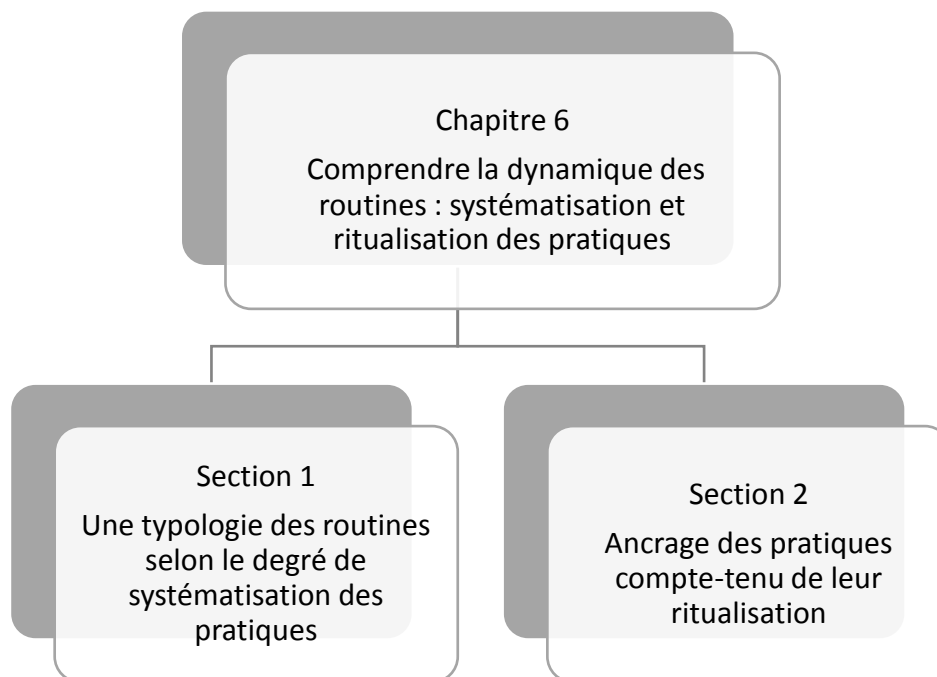 Chapitre 6
Comprendre la dynamique des
routines : systématisation et
ritualisation des pratiques
Section 1
Une typologie des routines
selon le degré de
systématisation des
pratiques
Section 2
Ancrage des pratiques
compte-tenu de leur
ritualisation